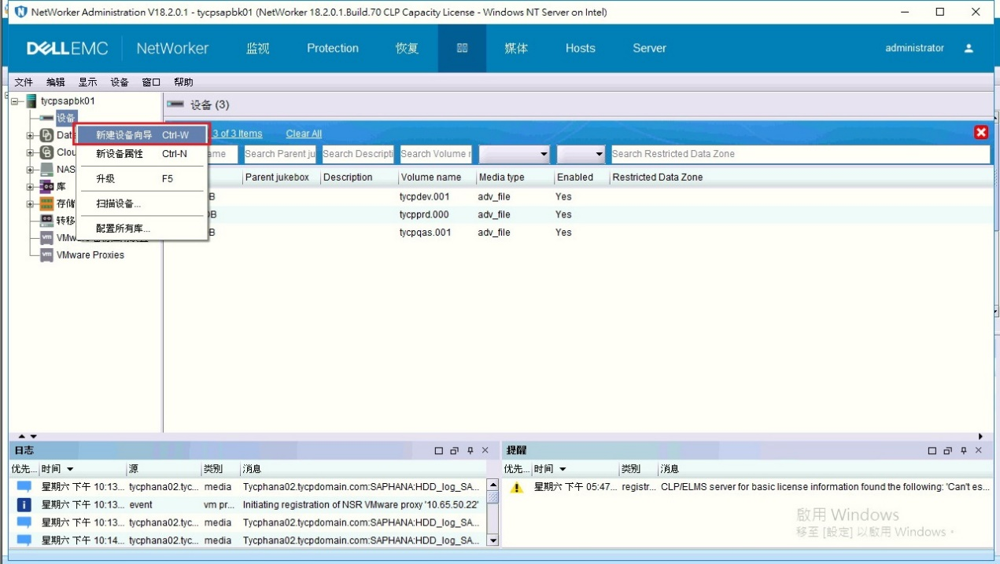 NetWorker Administration V18.2.0.1 - tycpsapbk01 (NetWorker 18.2.0.1.Build.70 CLP Capacity License - Windows NT Server on Intel)
DELLEMC NetWorker 监视 Protection 恢复 媒体 Hosts Server administrator
文件 编辑 显示 设备 窗口 帮助
tycpsapbk01
设备
Dat
Clou
NAS
库
存储
转移
VMw
VMware Proxies
新建设备向导 Ctrl-W
新设备属性 Ctrl-N
升级 F5
扫描设备...
配置所有库...
设备 (3)
3 of 3 Items Clear All
ame Search Parent ju Search Descripti Search Volume n Search Restricted Data Zone
Parent jukebox Description Volume name Media type Enabled Restricted Data Zone
B tycpdev.001 adv_file Yes
DB tycpprd.000 adv_file Yes
B tycpqas.001 adv_file Yes
日志
优先... 时间 源 类别 消息
星期六 下午 10:13... tycphana02.tyc... media Tycphana02.tycpdomain.com:SAPHANA:HDD_log_SA...
星期六 下午 10:13... event vm pr... Initiating registration of NSR VMware proxy '10.65.50.22'
星期六 下午 10:13... tycphana02.tyc... media Tycphana02.tycpdomain.com:SAPHANA:HDD_log_SA...
星期六 下午 10:14... tycphana02.tyc... media Tycphana02.tycpdomain.com:SAPHANA:HDD_log_SA...
提醒
优先... 时间 类别 消息
星期六 下午 05:47... registr... CLP/ELMS server for basic license information found the following: 'Can't es...
啟用 Windows
移至 [設定] 以啟用 Windows。